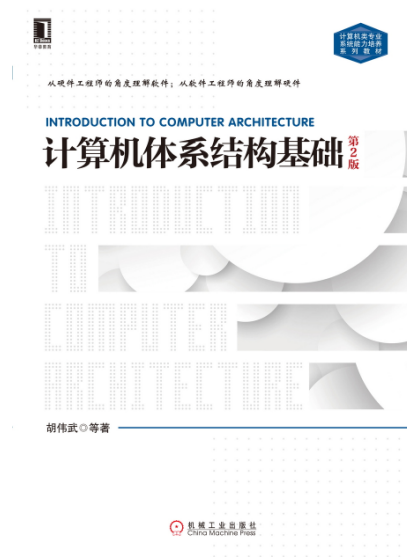 华章教育
计算机类专业
系统能力培养
系列教材
从硬件工程师的角度理解软件；从软件工程师的角度理解硬件
INTRODUCTION TO COMPUTER ARCHITECTURE
计算机体系结构基础
第2版
INTRODUCTION
TO
COMPUTER
ARCHITECTURE
胡伟武◎等著
机械工业出版社
China Machine Press